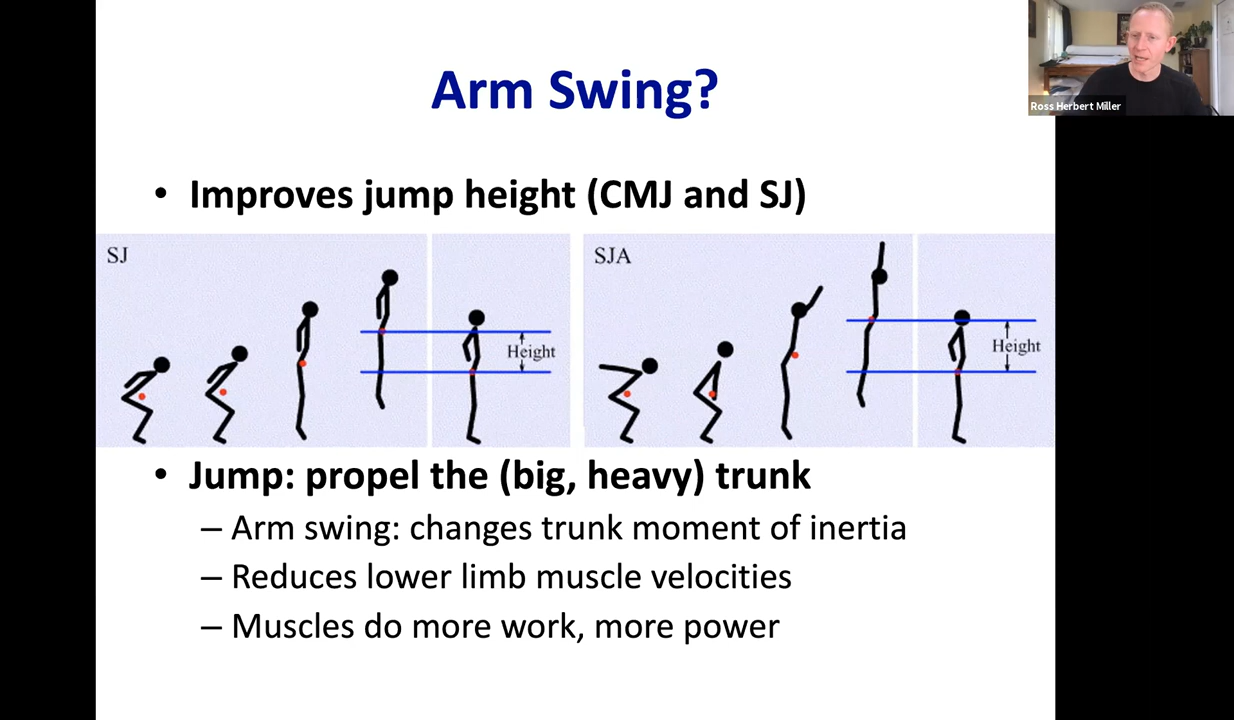 Arm Swing?
Ross Herbert Miller
• Improves jump height (CMJ and SJ)
SJ
Height
SJA
Height
• Jump: propel the (big, heavy) trunk
– Arm swing: changes trunk moment of inertia
– Reduces lower limb muscle velocities
– Muscles do more work, more power